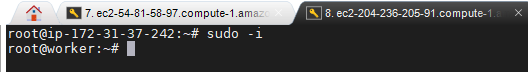 7. ec2-54-81-58-97.compute-1.amazo
8. ec2-204-236-205-91.compute-1.a
root@ip-172-31-37-242:~# sudo -i
root@worker:~#